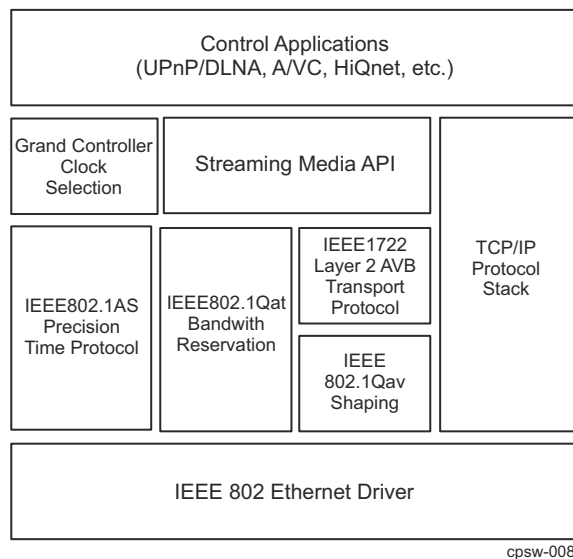 Control Applications
(UPnP/DLNA, A/VC, HiQnet, etc.)
Grand Controller
Clock
Selection
Streaming Media API
TCP/IP
Protocol
Stack
IEEE802.1AS
Precision
Time Protocol
IEEE802.1Qat
Bandwith
Reservation
IEEE1722
Layer 2 AVB
Transport
Protocol
IEEE
802.1Qav
Shaping
IEEE 802 Ethernet Driver
cpsw-008